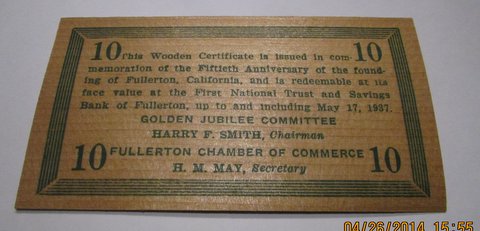 10 This Wooden Certificate is issued in com- 10
memoration of the Fiftieth Anniversary of the found-
ing of Fullerton, California, and is redeemable at its
face value at the First National Trust and Savings
Bank of Fullerton, up to and including May 17, 1937.
GOLDEN JUBILEE COMMITTEE
HARRY F. SMITH, Chairman
10 FULLERTON CHAMBER OF COMMERCE 10
H. M. MAY, Secretary
04/26/2014 15:55